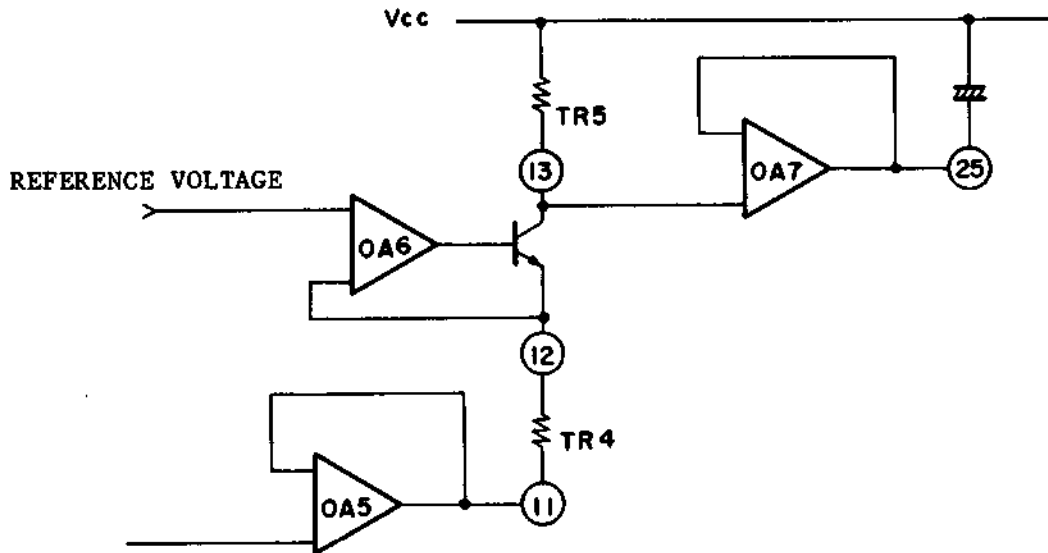 Vcc
TR5
13
OA7
25
REFERENCE VOLTAGE
OA6
12
TR4
OA5
11